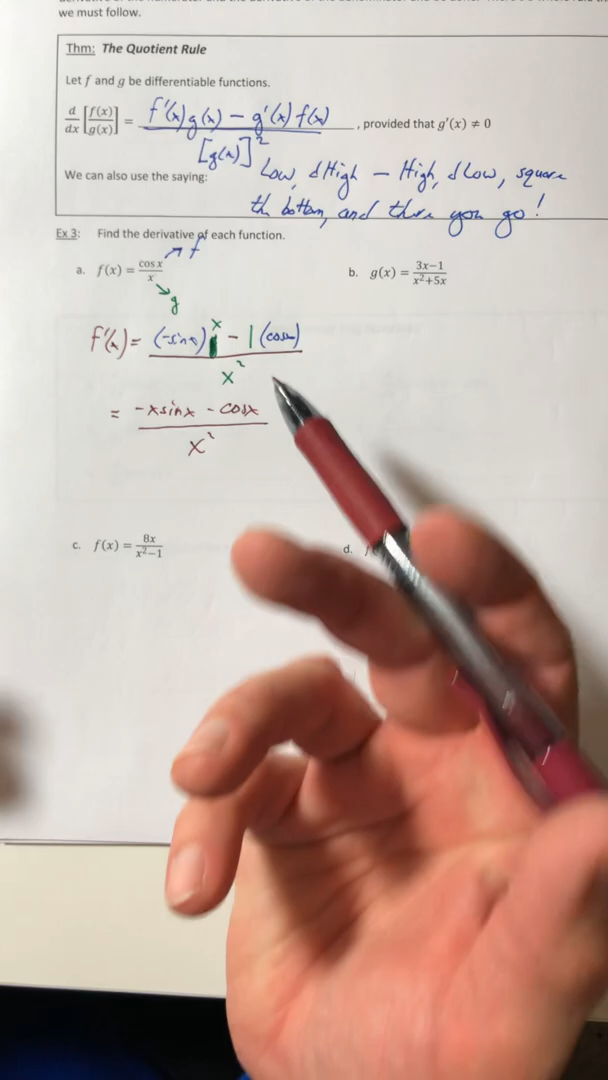 we must follow.
Thm: The Quotient Rule
Let f and g be differentiable functions.
d/dx [f(x)/g(x)] = f'(x)g(x) - g'(x)f(x) / [g(x)]² , provided that g'(x) ≠ 0
We can also use the saying: Low, dHigh - High, dLow, square
the bottom, and there you go!
Ex 3: Find the derivative of each function.
f
a. f(x) = cos x / x
b. g(x) = 3x−1 / x²+5x
g
f'(x) = (-sinx) x - 1 (cosx) / x²
= -xsinx - cosx / x²
c. f(x) = 8x / x²−1
d.